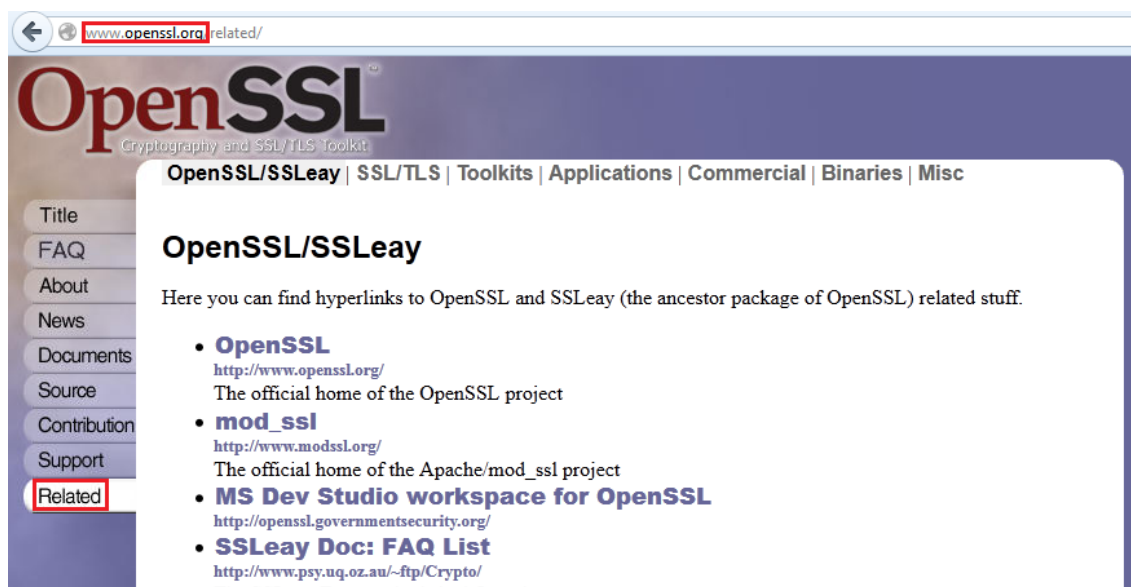 www.openssl.org/related/
OpenSSL™
Cryptography and SSL/TLS Toolkit
OpenSSL/SSLeay | SSL/TLS | Toolkits | Applications | Commercial | Binaries | Misc
Title
FAQ
About
News
Documents
Source
Contribution
Support
Related
OpenSSL/SSLeay
Here you can find hyperlinks to OpenSSL and SSLeay (the ancestor package of OpenSSL) related stuff.
• OpenSSL
http://www.openssl.org/
The official home of the OpenSSL project
• mod_ssl
http://www.modssl.org/
The official home of the Apache/mod_ssl project
• MS Dev Studio workspace for OpenSSL
http://openssl.governmentsecurity.org/
• SSLeay Doc: FAQ List
http://www.psy.uq.oz.au/~ftp/Crypto/